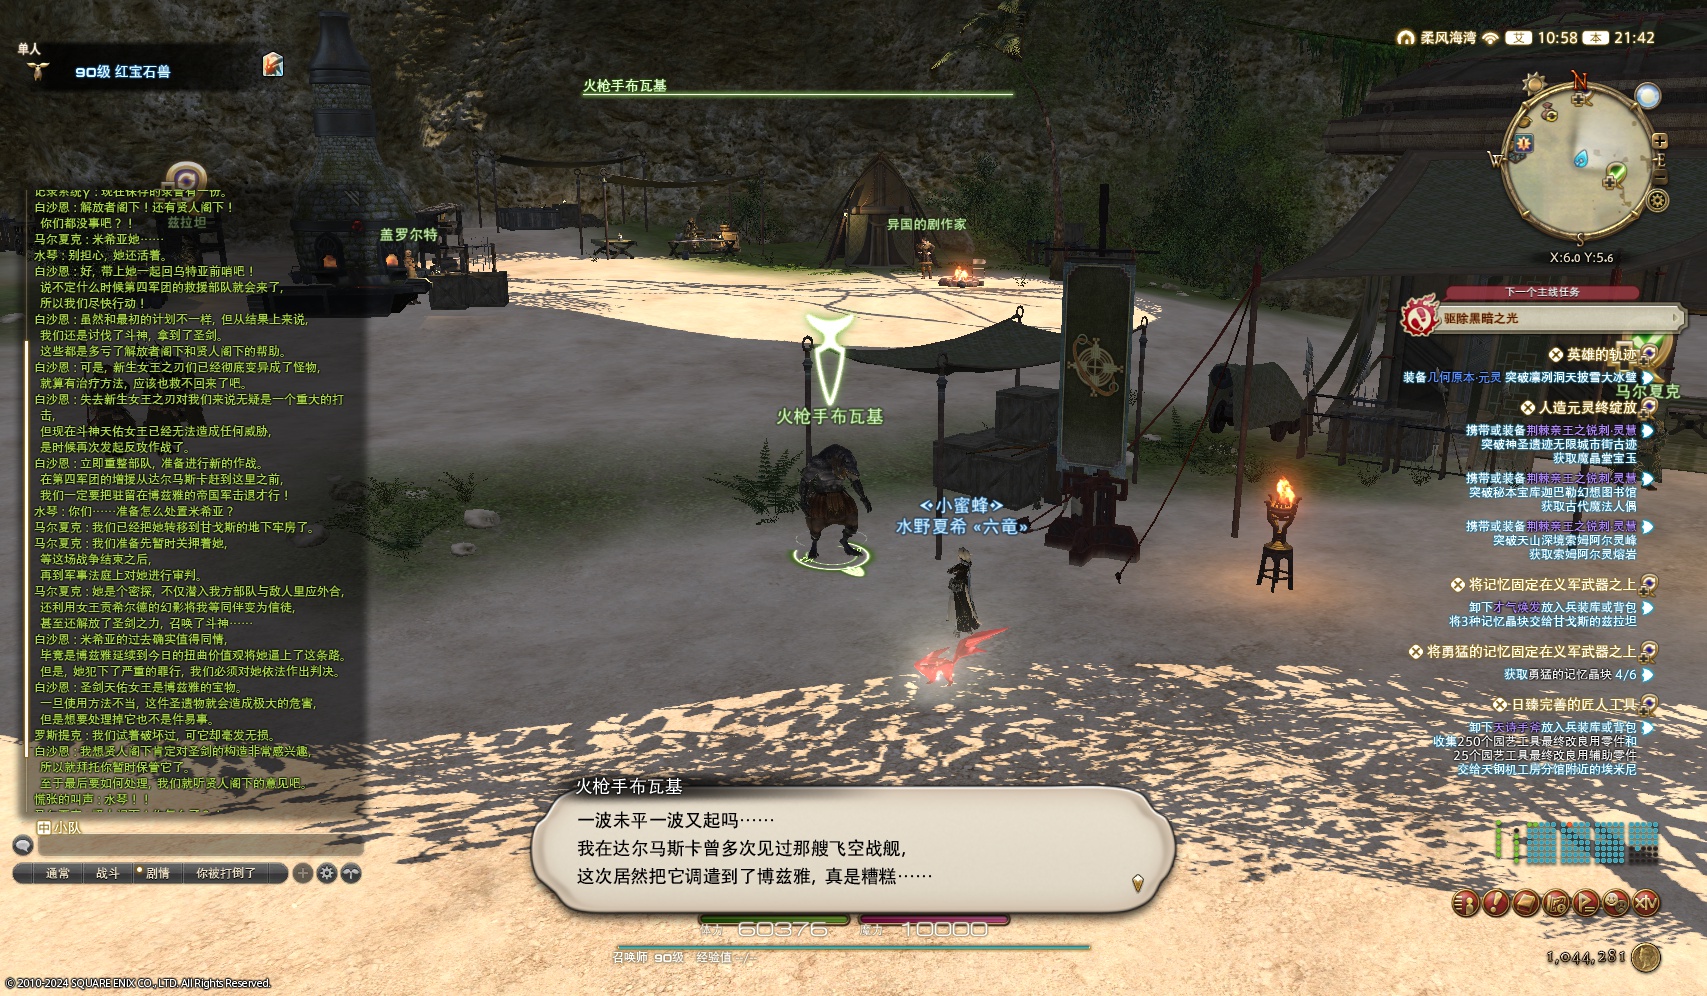 单人
90级 红宝石兽
火枪手布瓦基
柔风海湾 艾 10:58 本 21:42
N
W
E
S
X:6.0 Y:5.6
下一个主线任务
驱除黑暗之光
英雄的轨迹
装备几何原本·元灵 突破凛冽洞天披雪大冰壁
马尔夏克
人造元灵终绽放
携带或装备荆棘亲王之锐刺·灵慧
突破神圣遗迹无限城市街古迹
获取魔晶堂宝玉
携带或装备荆棘亲王之锐刺·灵慧
突破秘本宝库迦巴勒幻想图书馆
获取古代魔法人偶
携带或装备荆棘亲王之锐刺·灵慧
突破天山深境索姆阿尔灵峰
获取索姆阿尔灵熔岩
将记忆固定在义军武器之上
卸下才气焕发放入兵装库或背包
将3种记忆晶块交给甘戈斯的兹拉坦
将勇猛的记忆固定在义军武器之上
获取勇猛的记忆晶块 4/6
日臻完善的匠人工具
卸下天诗手斧放入兵装库或背包
收集250个园艺工具最终改良用零件和
25个园艺工具最终改良用辅助零件
交给天钢机工房分馆附近的埃米尼
兹拉坦
盖罗尔特
异国的剧作家
火枪手布瓦基
<小蜜蜂>
水野夏希 «六竜»
白沙恩：解放者阁下！还有贤人阁下！
你们都没事吧？！
马尔夏克：米希亚她……
水琴：别担心，她还活着。
白沙恩：好，带上她一起回乌特亚前哨吧！
说不定什么时候第四军团的救援部队就会来了，
所以我们尽快行动！
白沙恩：虽然和最初的计划不一样，但从结果上来说，
我们还是讨伐了斗神，拿到了圣剑。
这些都是多亏了解放者阁下和贤人阁下的帮助。
白沙恩：可是，新生女王之刃们已经彻底变异成了怪物，
就算有治疗方法，应该也救不回来了吧。
白沙恩：失去新生女王之刃对我们来说无疑是一个重大的打
击，
但现在斗神天佑女王已经无法造成任何威胁，
是时候再次发起反攻作战了。
白沙恩：立即重整部队，准备进行新的作战。
在第四军团的增援从达尔马斯卡赶到这里之前，
我们一定要把驻留在博兹雅的帝国军击退才行！
水琴：你们……准备怎么处置米希亚？
马尔夏克：我们已经把她转移到甘戈斯的地下牢房了。
马尔夏克：我们准备先暂时关押着她，
等这场战争结束之后，
再到军事法庭上对她进行审判。
马尔夏克：她是个密探，不仅潜入我方部队与敌人里应外合，
还利用女王贡希尔德的幻影将我等同伴变为信徒，
甚至还解放了圣剑之力，召唤了斗神……
白沙恩：米希亚的过去确实值得同情，
毕竟是博兹雅延续到今日的扭曲价值观将她逼上了这条路。
但是，她犯下了严重的罪行，我们必须对她依法作出判决。
白沙恩：圣剑天佑女王是博兹雅的宝物。
一旦使用方法不当，这件圣遗物就会造成极大的危害，
但是想要处理掉它也不是件易事。
罗斯提克：我们试着破坏过，可它却毫发无损。
白沙恩：我想贤人阁下肯定对圣剑的构造非常感兴趣，
所以就拜托你暂时保管它了。
至于最后要如何处理，我们就听贤人阁下的意见吧。
慌张的叫声：水琴！！
小队
通常 战斗 剧情 你被打倒了
火枪手布瓦基
一波未平一波又起吗……
我在达尔马斯卡曾多次见过那艘飞空战舰，
这次居然把它调遣到了博兹雅，真是糟糕……
体力 60376 魔力 10000
召唤师 90级 经验值 -/-
XIV
1,044,281
© 2010-2024 SQUARE ENIX CO., LTD. All Rights Reserved.